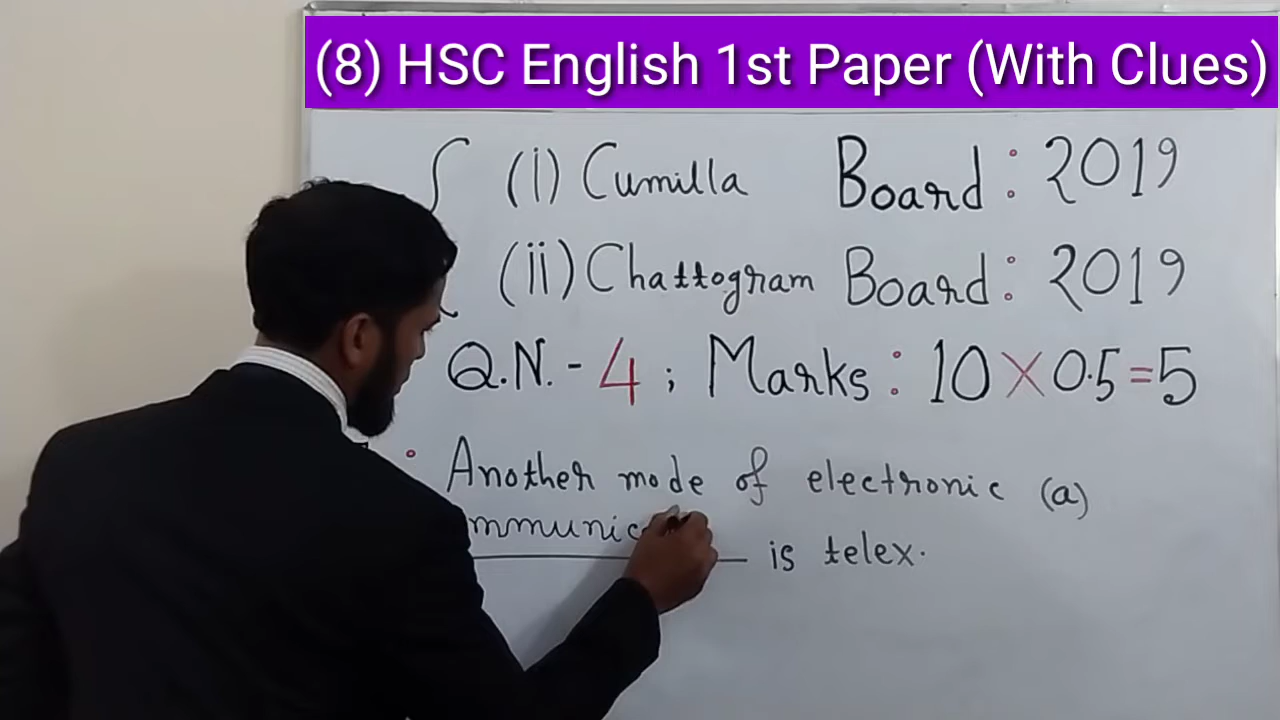 (8) HSC English 1st Paper (With Clues)
(i) Cumilla Board : 2019
(ii) Chattogram Board : 2019
Q.N. - 4 ; Marks : 10 X 0.5 = 5
: Another mode of electronic (a)
is telex.